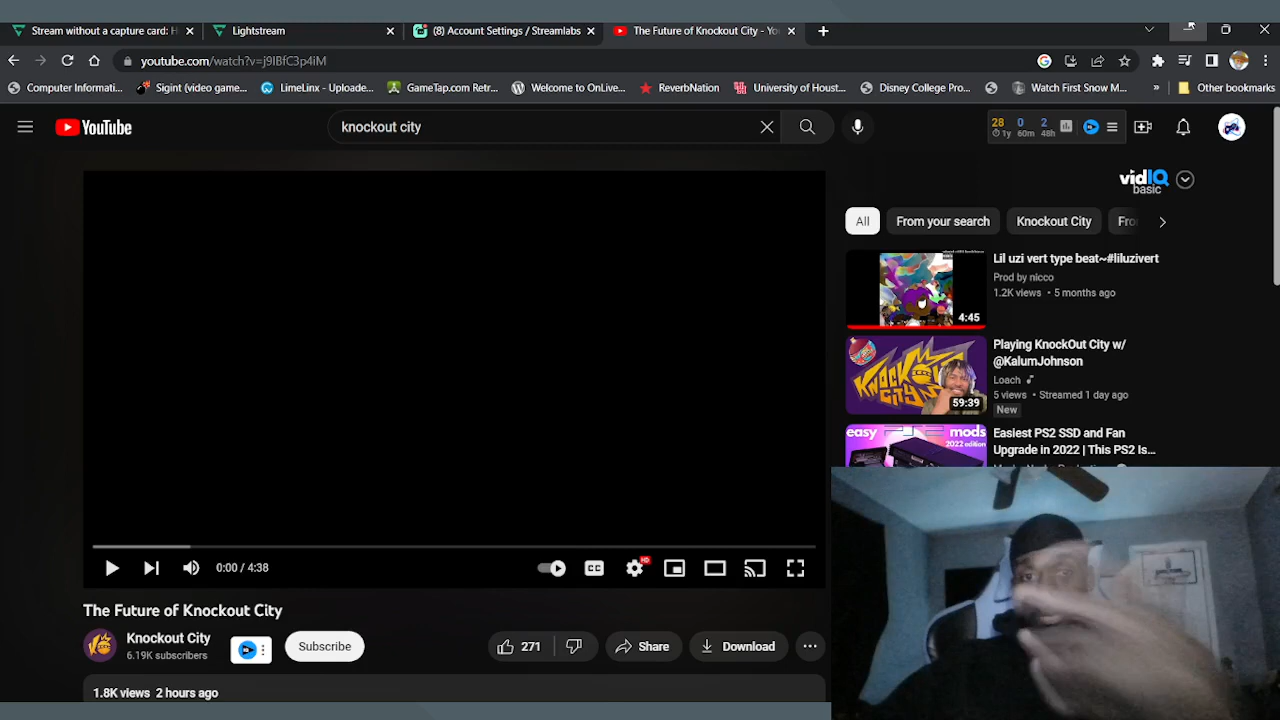 Stream without a capture card: H
Lightstream
(8) Account Settings / Streamlabs
The Future of Knockout City - Yo
youtube.com/watch?v=j9IBfC3p4iM
Computer Informati...
Sigint (video game...
LimeLinx - Uploade...
GameTap.com Retr...
Welcome to OnLive...
ReverbNation
University of Hous...
Disney College Pro...
Watch First Snow M...
»
Other bookmarks
YouTube
knockout city
28 0 2
1y 60m 48h
vidIQ
basic
All
From your search
Knockout City
Fro
Lil uzi vert type beat~#liluzivert
Prod by nicco
1.2K views • 5 months ago
4:45
Playing KnockOut City w/
@KalumJohnson
Loach
5 views • Streamed 1 day ago
New
KNOCKOUT
CITY
59:39
Easiest PS2 SSD and Fan
Upgrade in 2022 | This PS2 Is...
easy PS2 mods
2022 edition
0:00 / 4:38
CC
HD
The Future of Knockout City
Knockout City
6.19K subscribers
Subscribe
271
Share
Download
1.8K views 2 hours ago